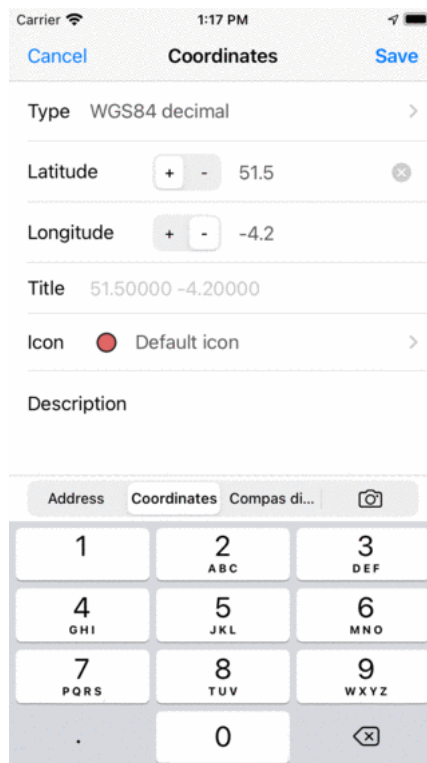 Carrier 1:17 PM
Cancel Coordinates Save
Type WGS84 decimal
Latitude + - 51.5
Longitude + - -4.2
Title 51.50000 -4.20000
Icon Default icon
Description
Address Coordinates Compas di...
1 2 3
ABC DEF
4 5 6
GHI JKL MNO
7 8 9
PQRS TUV WXYZ
. 0